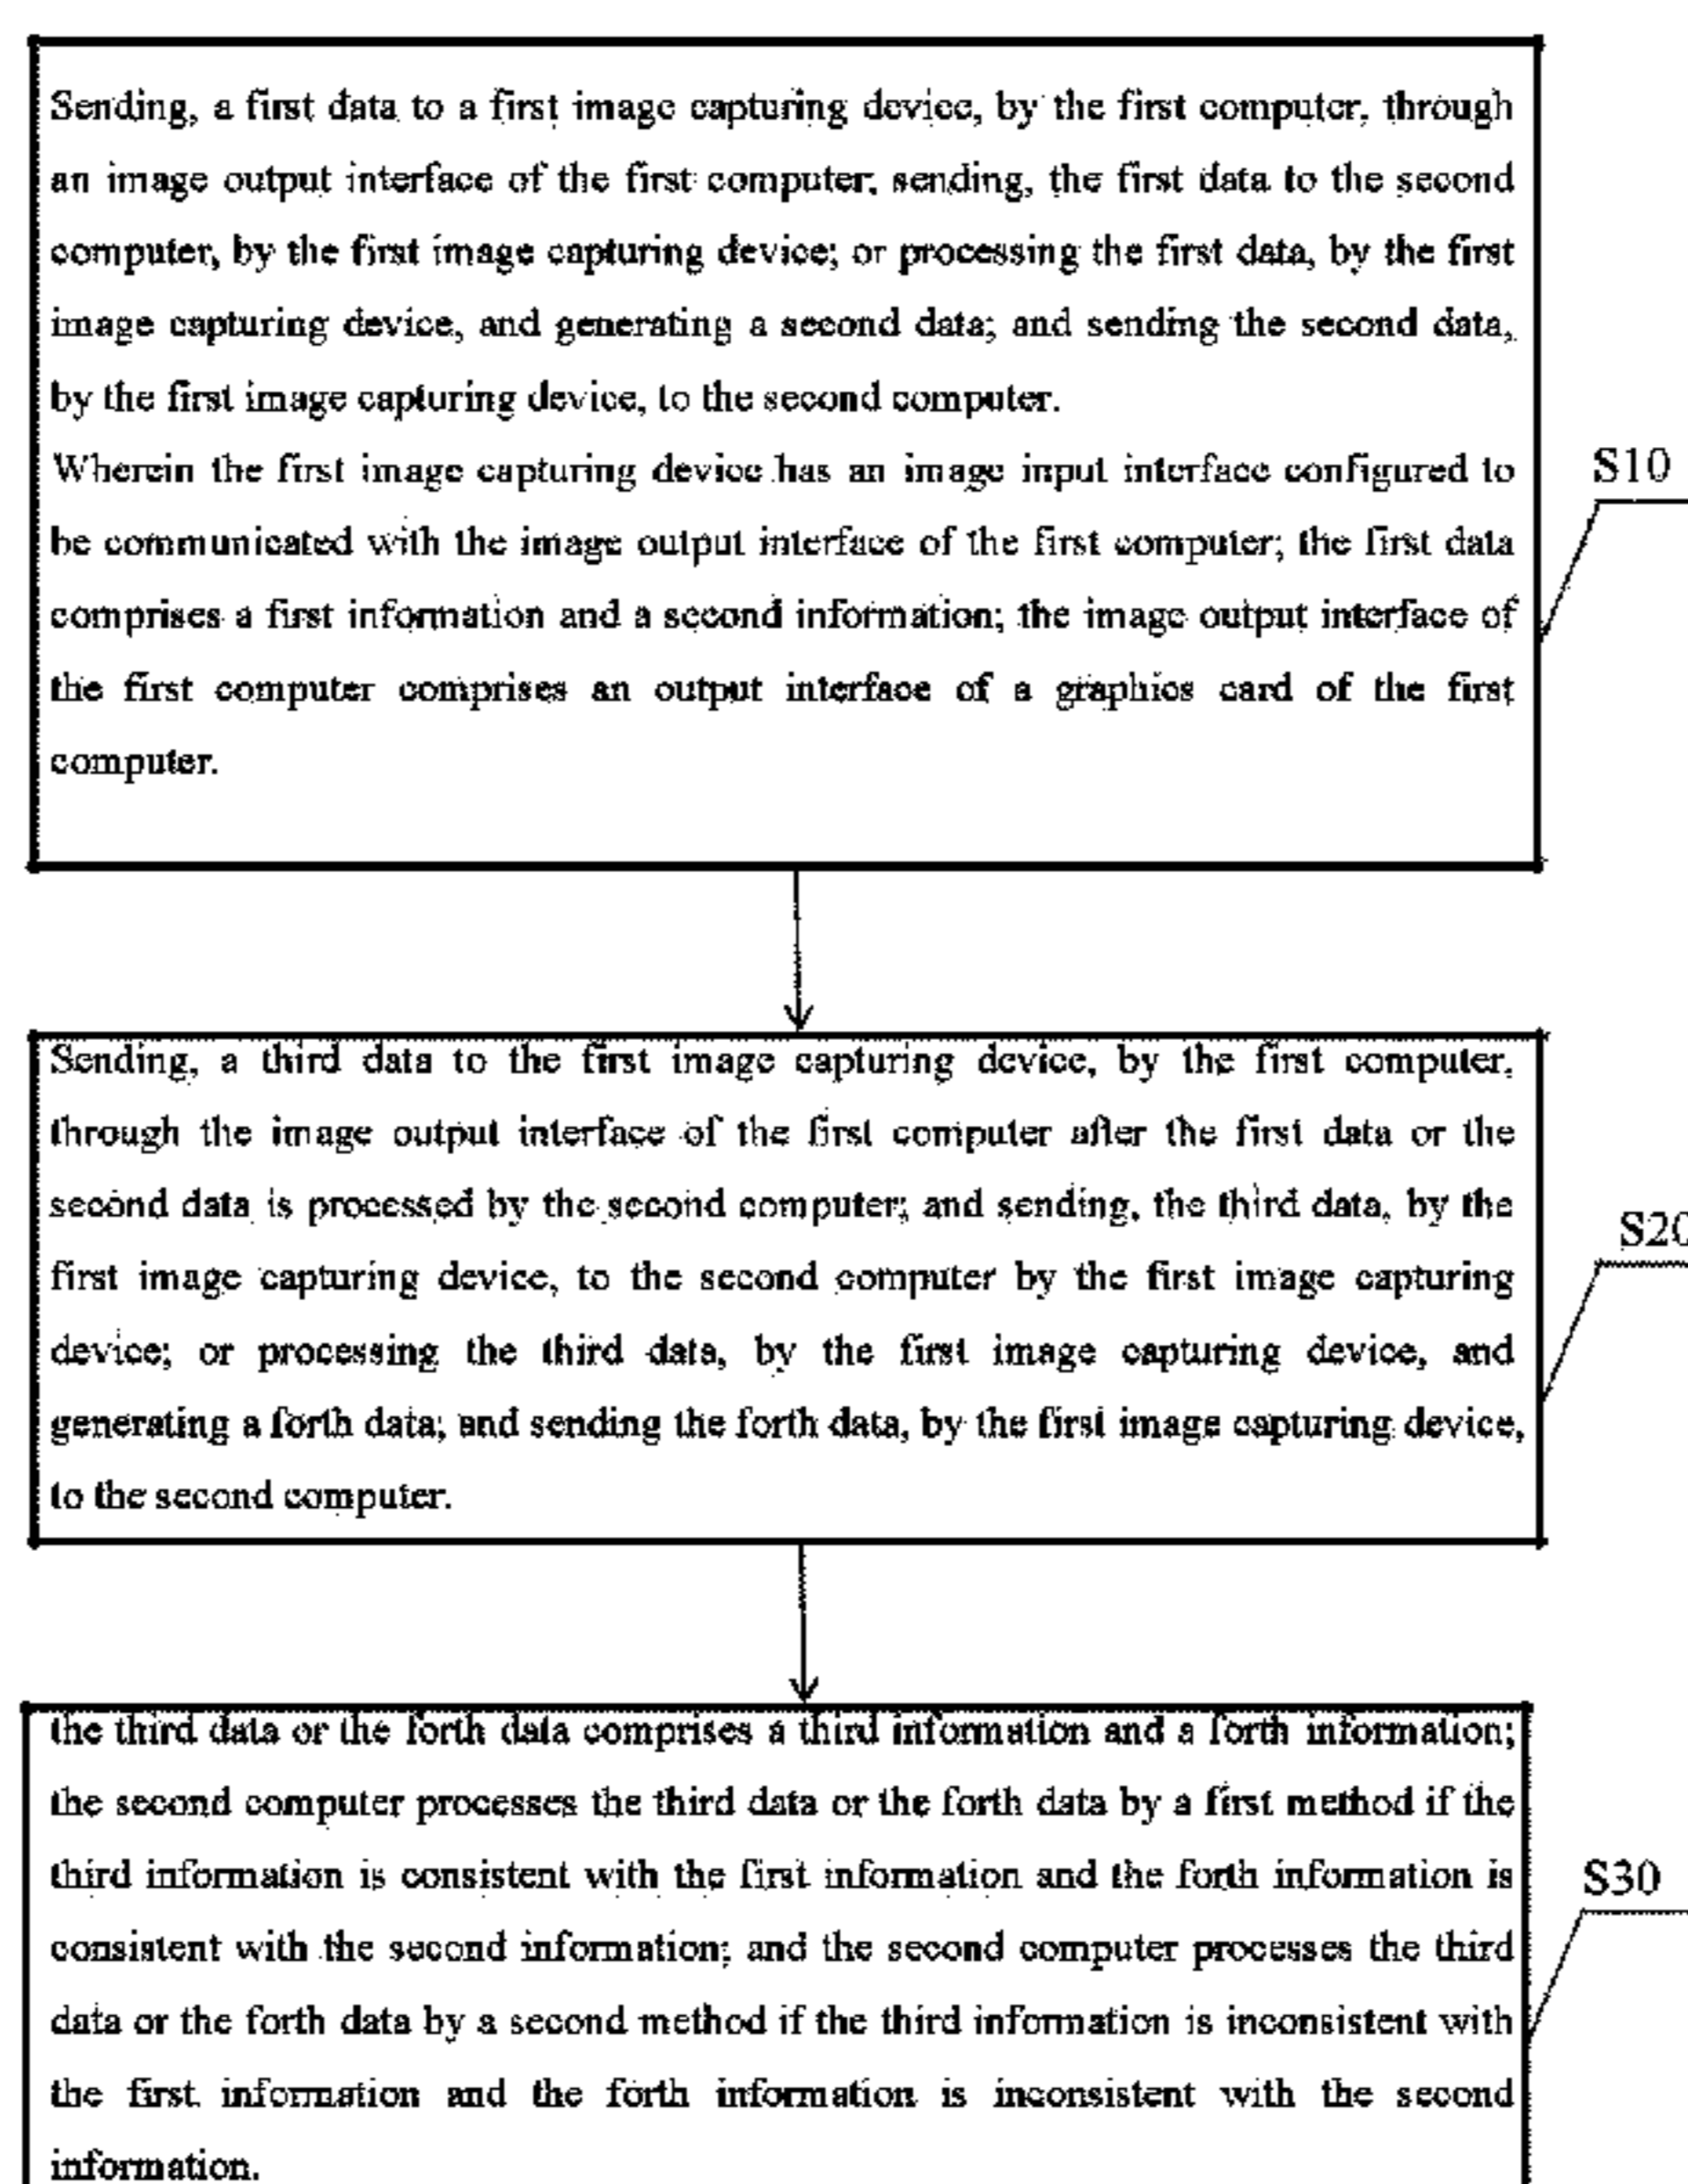 Sending, a first data to a first image capturing device, by the first computer, through
an image output interface of the first computer, sending, the first data to the second
computer, by the first image capturing device; or processing the first data, by the first
image capturing device, and generating a second data; and sending the second data,
by the first image capturing device, to the second computer.
Wherein the first image capturing device has an image input interface configured to
be communicated with the image output interface of the first computer; the first data
comprises a first information and a second information; the image output interface of
the first computer comprises an output interface of a graphics card of the first
computer.
S10
Sending, a third data to the first image capturing device, by the first computer,
through the image output interface of the first computer after the first data or the
second data is processed by the second computer; and sending, the third data, by the
first image capturing device, to the second computer by the first image capturing
device; or processing the third data, by the first image capturing device, and
generating a forth data; and sending the forth data, by the first image capturing device,
to the second computer.
S20
the third data or the forth data comprises a third information and a forth information;
the second computer processes the third data or the forth data by a first method if the
third information is consistent with the first information and the forth information is
consistent with the second information; and the second computer processes the third
data or the forth data by a second method if the third information is inconsistent with
the first information and the forth information is inconsistent with the second
information.
S30